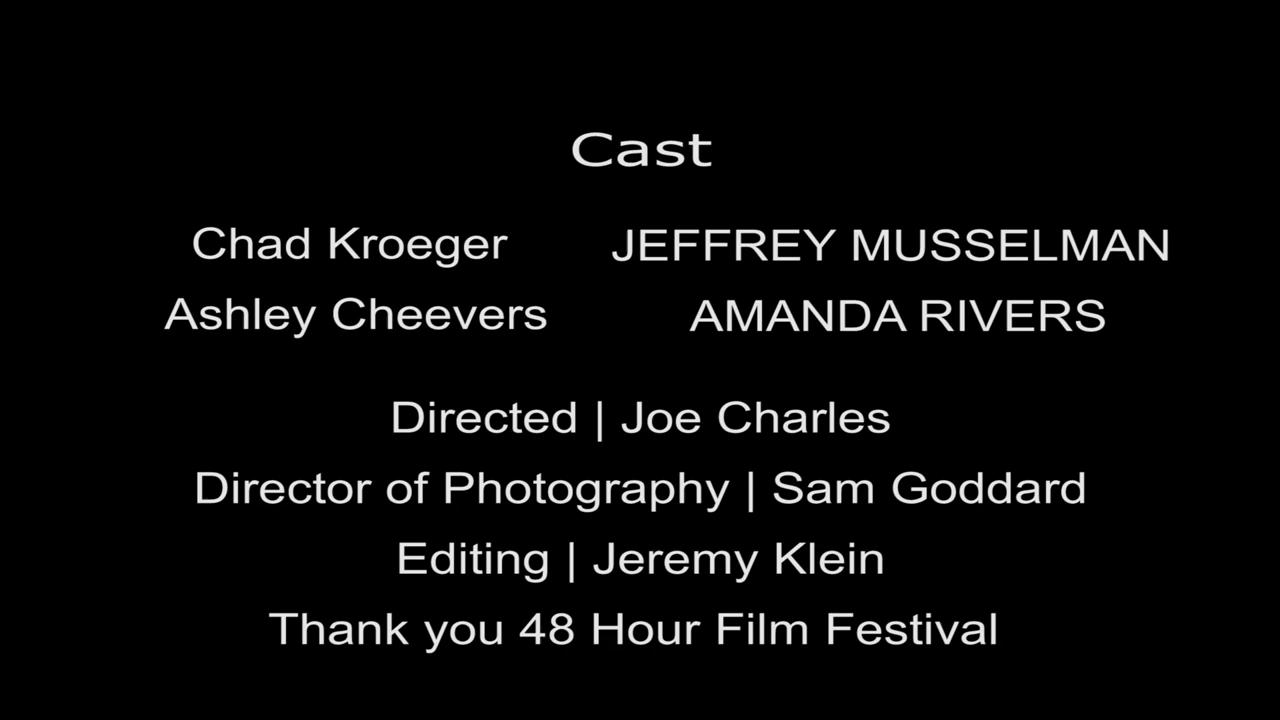 Cast
Chad Kroeger JEFFREY MUSSELMAN
Ashley Cheevers AMANDA RIVERS
Directed | Joe Charles
Director of Photography | Sam Goddard
Editing | Jeremy Klein
Thank you 48 Hour Film Festival